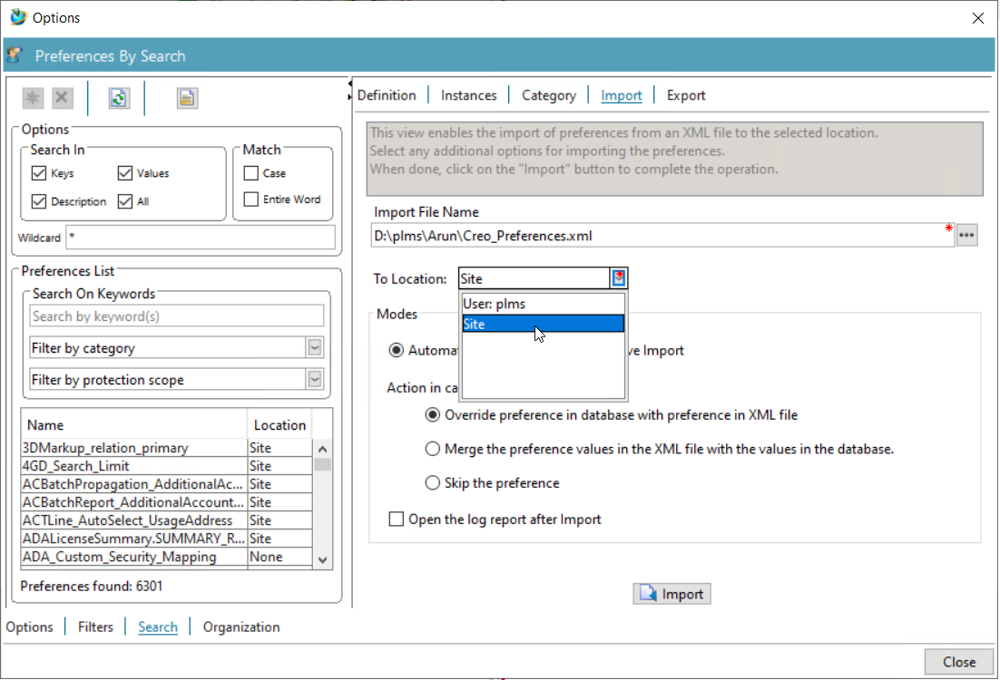 Options
Preferences By Search
Options
Search In
Keys
Values
Description
All
Match
Case
Entire Word
Wildcard *
Preferences List
Search On Keywords
Search by keyword(s)
Filter by category
Filter by protection scope
Name Location
3DMarkup_relation_primary Site
4GD_Search_Limit Site
ACBatchPropagation_AdditionalAc... Site
ACBatchReport_AdditionalAccount... Site
ACTLine_AutoSelect_UsageAddress Site
ADALicenseSummary.SUMMARY_R... Site
ADA_Custom_Security_Mapping None
Preferences found: 6301
Definition Instances Category Import Export
This view enables the import of preferences from an XML file to the selected location.
Select any additional options for importing the preferences.
When done, click on the "Import" button to complete the operation.
Import File Name
D:\plms\Arun\Creo_Preferences.xml *
...
To Location: Site
User: plms
Site
Modes
Automa ve Import
Action in ca
Override preference in database with preference in XML file
Merge the preference values in the XML file with the values in the database.
Skip the preference
Open the log report after Import
Import
Options Filters Search Organization
Close